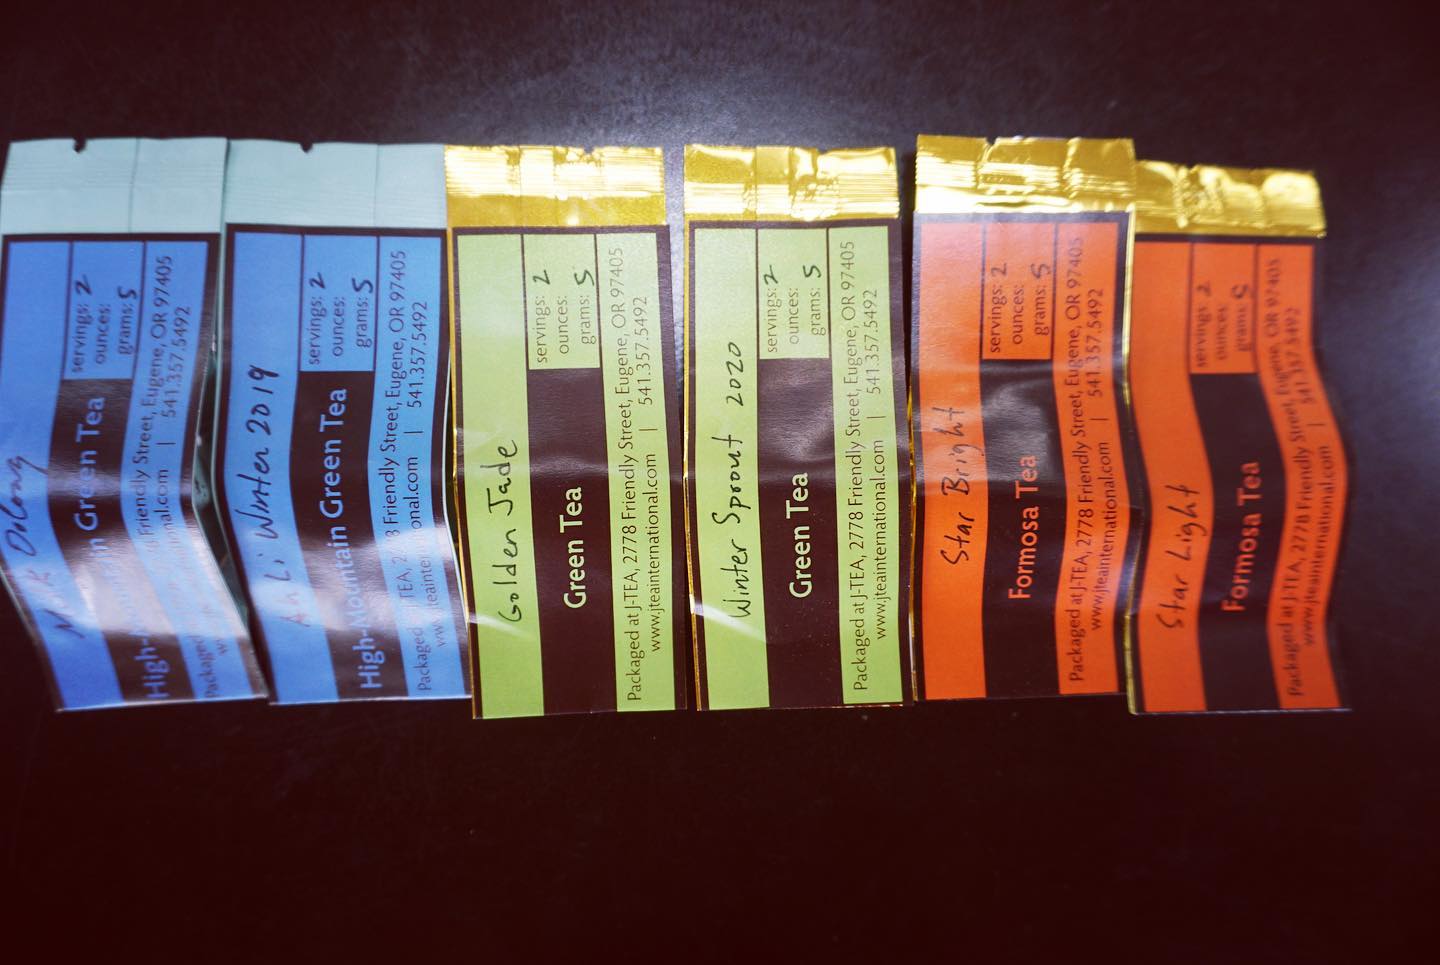 Oolong
servings: 2
ounces:
grams: 5
Green Tea
High-
Packaged
Friendly Street, Eugene, OR 97405
| 541.357.5492
Ali Li Winter 2019
servings: 2
ounces:
grams: 5
High-Mountain Green Tea
Packaged
TEA, 2
Friendly Street, Eugene, OR 97405
| 541.357.5492
Golden Jade
servings: 2
ounces:
grams: 5
Green Tea
Packaged at J-TEA, 2778 Friendly Street, Eugene, OR 97405
www.jteainternational.com | 541.357.5492
Winter Sprout 2020
servings: 2
ounces:
grams: 5
Green Tea
Packaged at J-TEA, 2778 Friendly Street, Eugene, OR 97405
www.jteainternational.com | 541.357.5492
Star Bright
servings: 2
ounces:
grams: 5
Formosa Tea
Packaged at J-TEA, 2778 Friendly Street, Eugene, OR 97405
www.jteainternational.com | 541.357.5492
Star Light
servings: 2
ounces
grams 5
Formosa Tea
Packaged at J-TEA, 2778 Friendly Street, Eugene, OR 97405
www.jteainternational.com | 541.357.5492